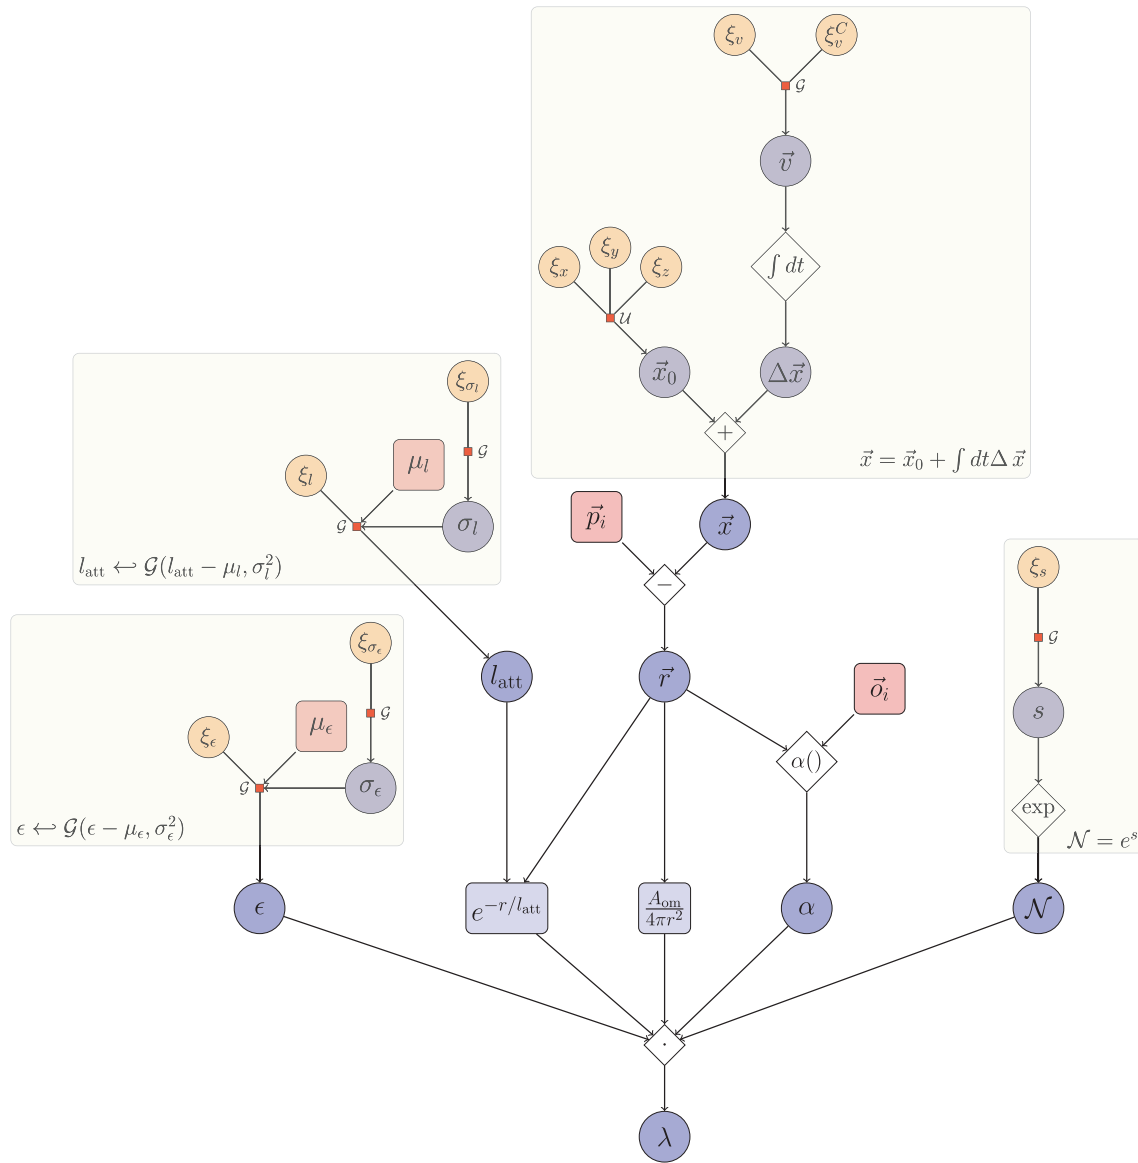 ξ_v ξ_v^C
𝒢
v⃗
ξ_x ξ_y ξ_z
∫ dt
𝒰
x⃗_0 Δx⃗
+
x⃗ = x⃗_0 + ∫ dtΔ x⃗
ξ_{σ_l}
𝒢
ξ_l μ_l
𝒢 σ_l
l_att ↩ 𝒢(l_att − μ_l, σ_l^2)
p⃗_i x⃗
−
ξ_s
𝒢
s
exp
𝒩 = e^s
ξ_{σ_ϵ}
𝒢
ξ_ϵ μ_ϵ
𝒢 σ_ϵ
ϵ ↩ 𝒢(ϵ − μ_ϵ, σ_ϵ^2)
l_att r⃗ o⃗_i
α()
ϵ e^{−r/l_att} A_om/4πr^2 α 𝒩
·
λ